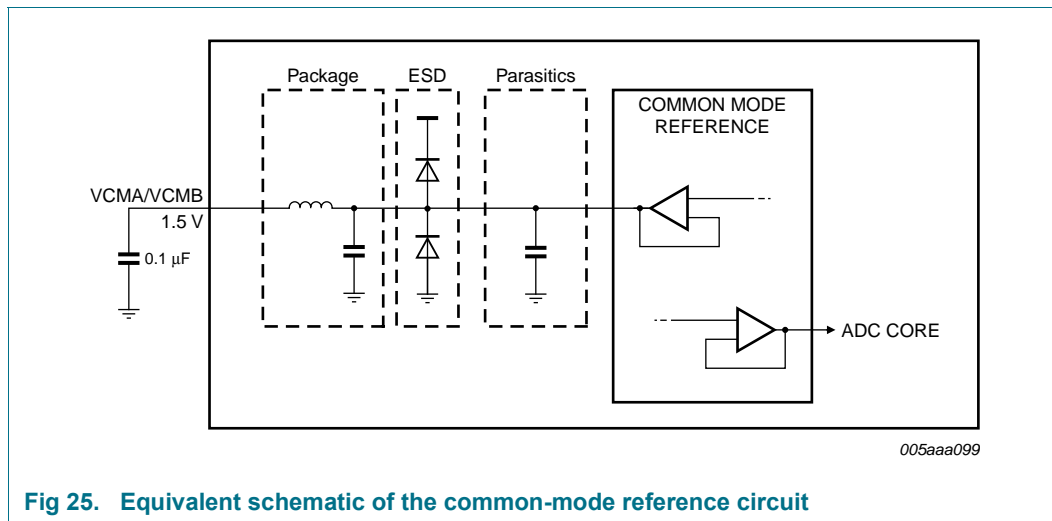 Package
ESD
Parasitics
COMMON MODE
REFERENCE
VCMA/VCMB
1.5 V
0.1 μF
ADC CORE
005aaa099
Fig 25. Equivalent schematic of the common-mode reference circuit